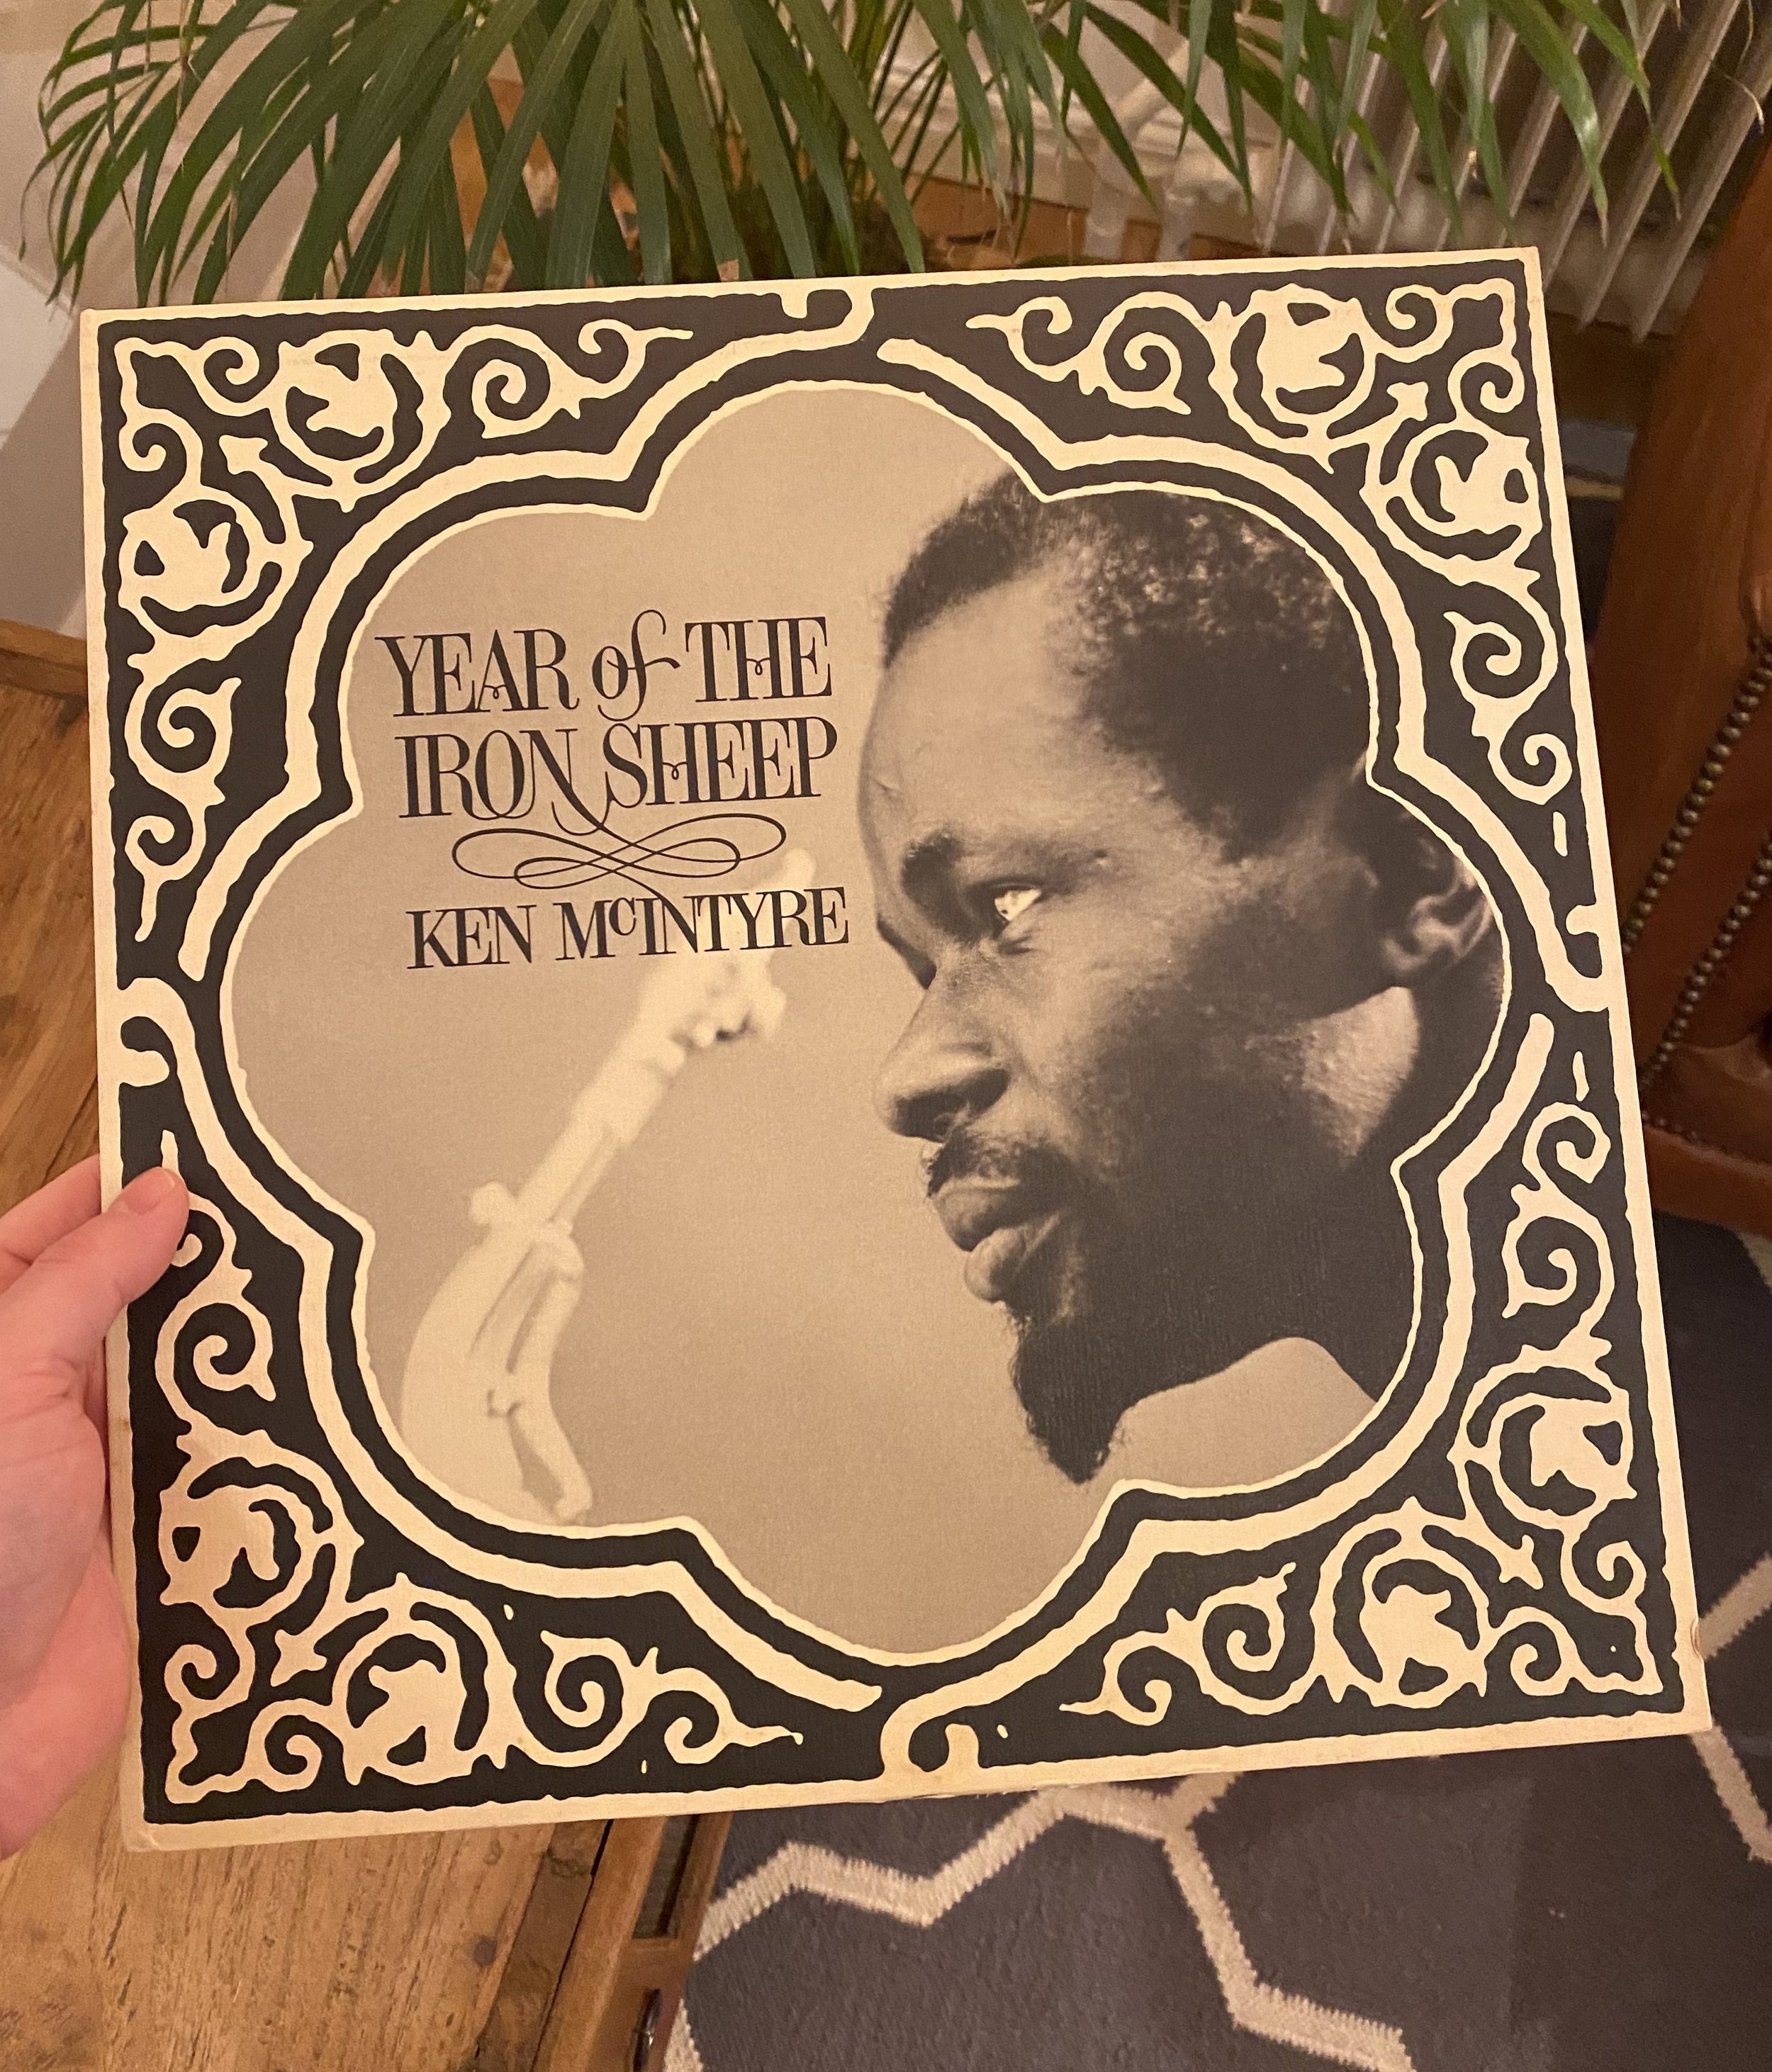 YEAR of THE
IRON SHEEP
KEN McINTYRE